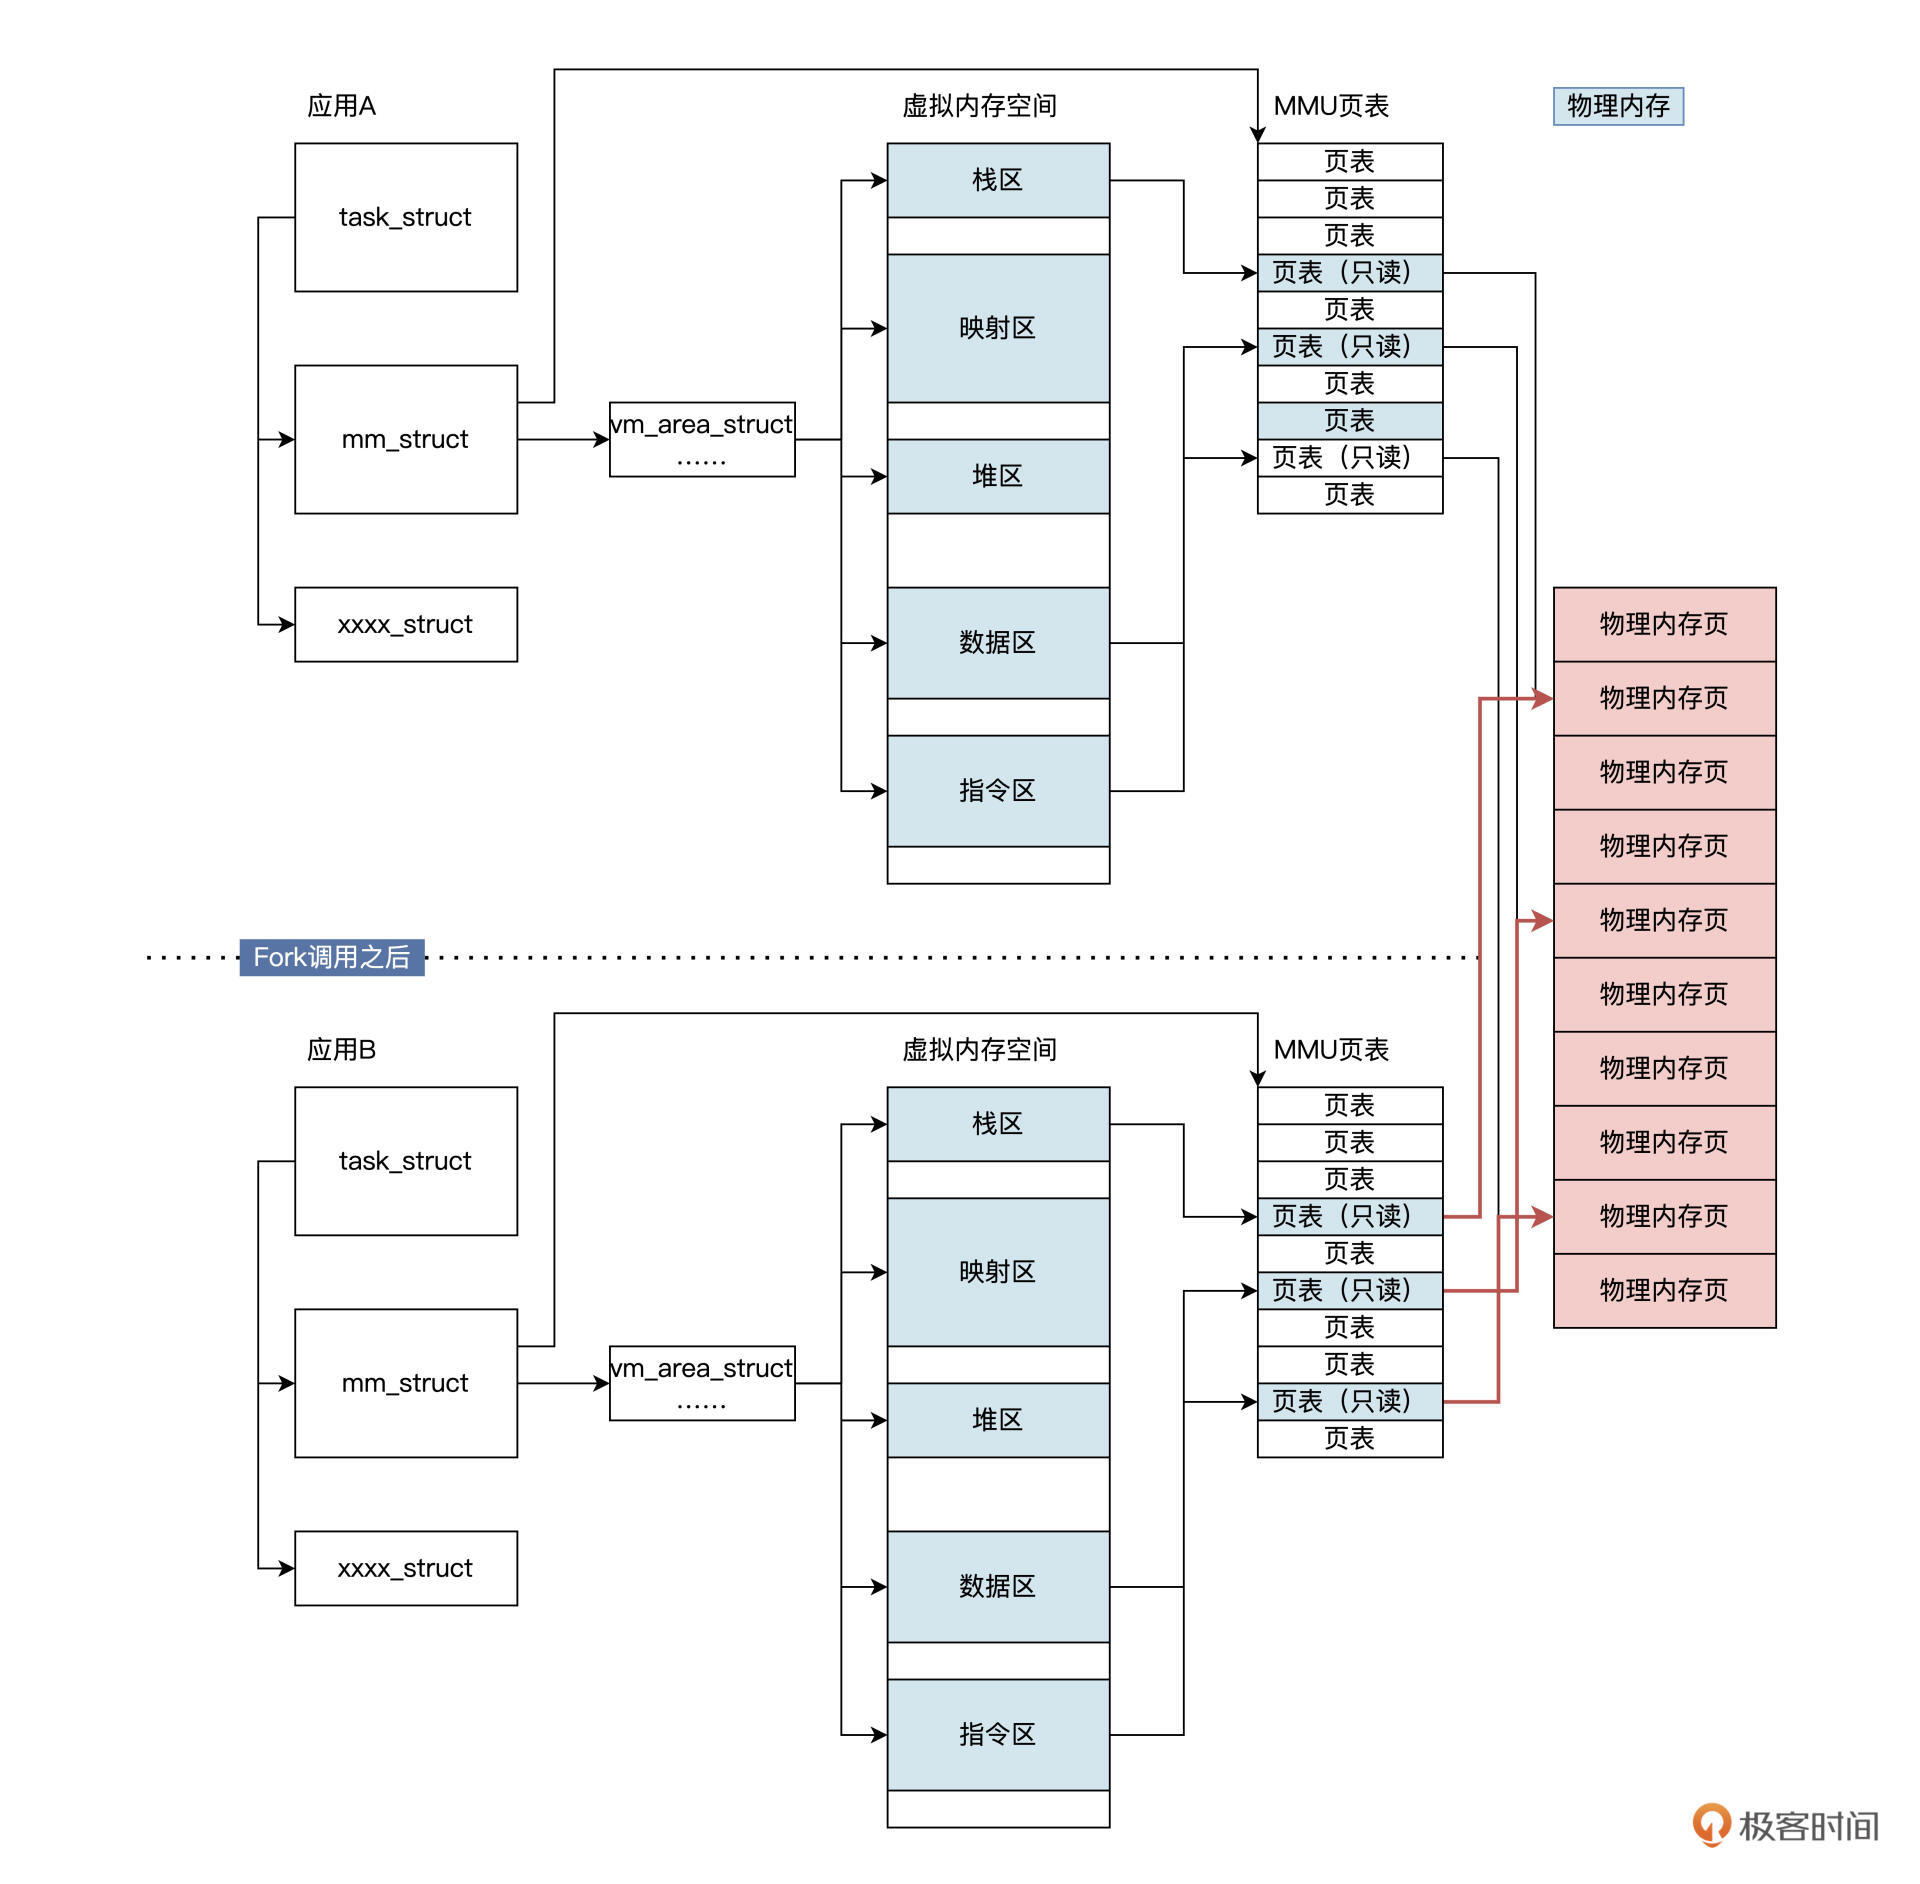 应用A
虚拟内存空间
MMU页表
物理内存
task_struct
mm_struct
xxxx_struct
vm_area_struct
......
栈区
映射区
堆区
数据区
指令区
页表
页表
页表
页表（只读）
页表
页表（只读）
页表
页表
页表（只读）
页表
物理内存页
物理内存页
物理内存页
物理内存页
物理内存页
物理内存页
物理内存页
物理内存页
物理内存页
物理内存页
Fork调用之后
应用B
虚拟内存空间
MMU页表
task_struct
mm_struct
xxxx_struct
vm_area_struct
......
栈区
映射区
堆区
数据区
指令区
页表
页表
页表
页表（只读）
页表
页表（只读）
页表
页表
页表（只读）
页表
极客时间